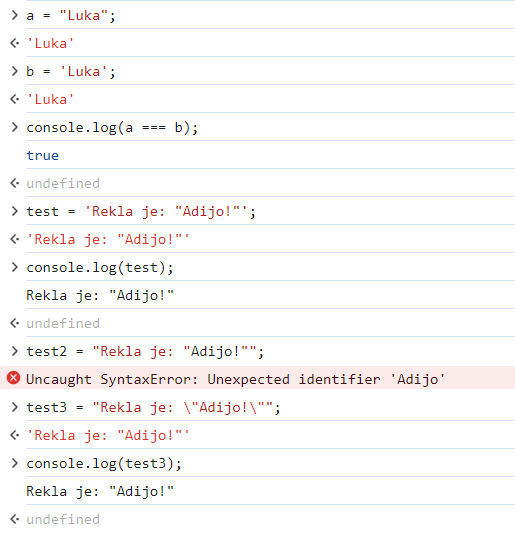 a = "Luka";
'Luka'
b = 'Luka';
'Luka'
console.log(a === b);
true
undefined
test = 'Rekla je: "Adijo!"';
'Rekla je: "Adijo!"'
console.log(test);
Rekla je: "Adijo!"
undefined
test2 = "Rekla je: "Adijo!"";
Uncaught SyntaxError: Unexpected identifier 'Adijo'
test3 = "Rekla je: \"Adijo!\"";
'Rekla je: "Adijo!"'
console.log(test3);
Rekla je: "Adijo!"
undefined